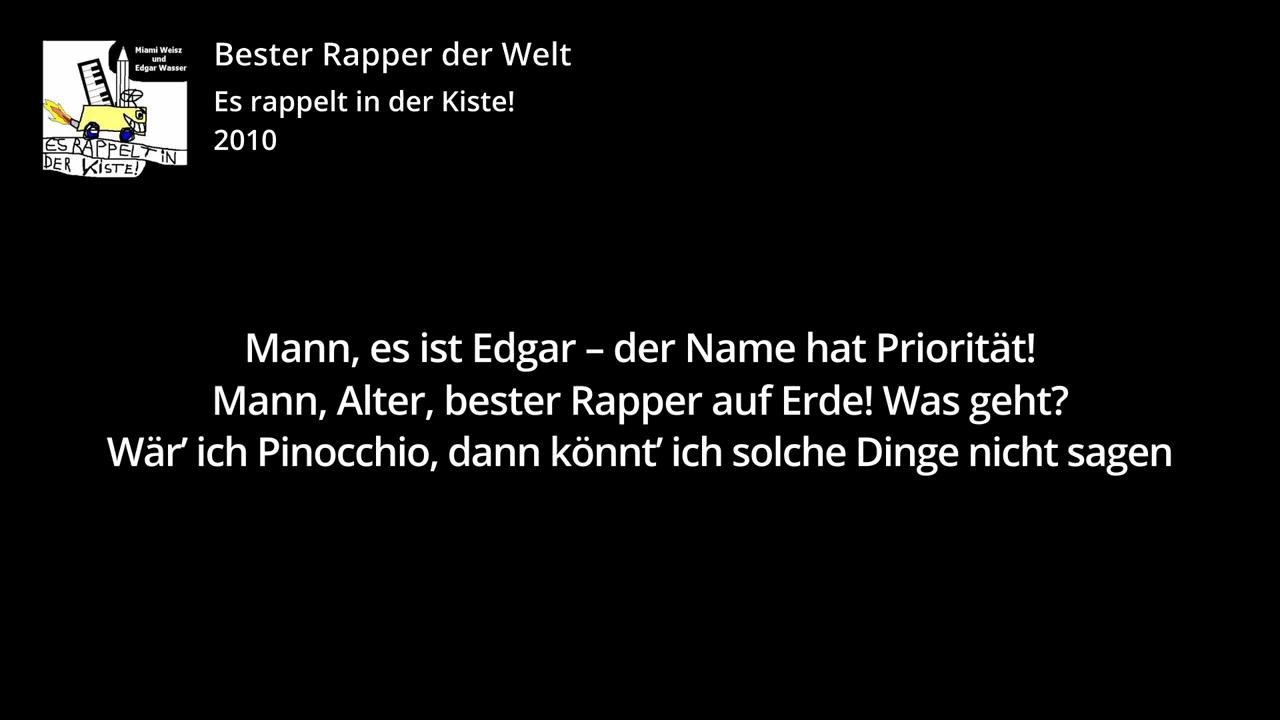 Miami Weisz
und
Edgar Wasser
ES RAPPELT IN
DER KISTE!
Bester Rapper der Welt
Es rappelt in der Kiste!
2010
Mann, es ist Edgar – der Name hat Priorität!
Mann, Alter, bester Rapper auf Erde! Was geht?
Wär’ ich Pinocchio, dann könnt’ ich solche Dinge nicht sagen